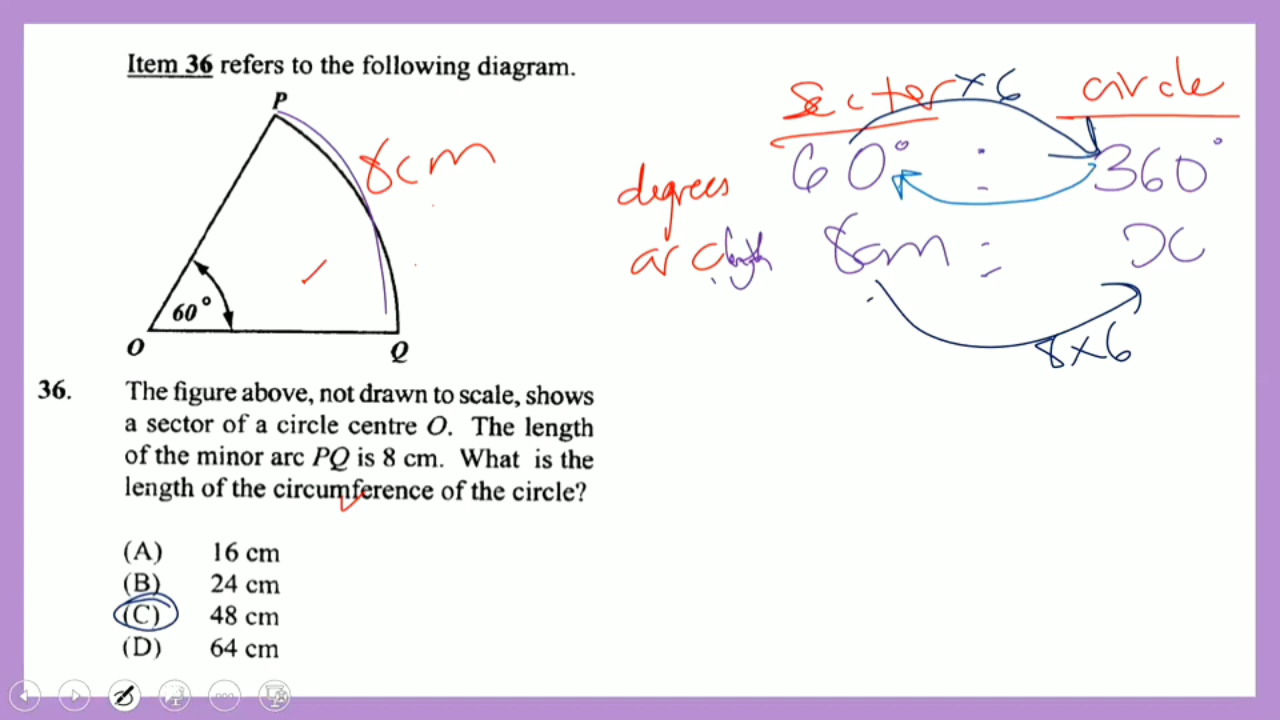 Item 36 refers to the following diagram.
P
8cm
60°
O
Q
sector ×6 circle
60° : 360°
degrees
arc length 8cm : x
8×6
36. The figure above, not drawn to scale, shows
a sector of a circle centre O. The length
of the minor arc PQ is 8 cm. What is the
length of the circumference of the circle?
(A) 16 cm
(B) 24 cm
(C) 48 cm
(D) 64 cm